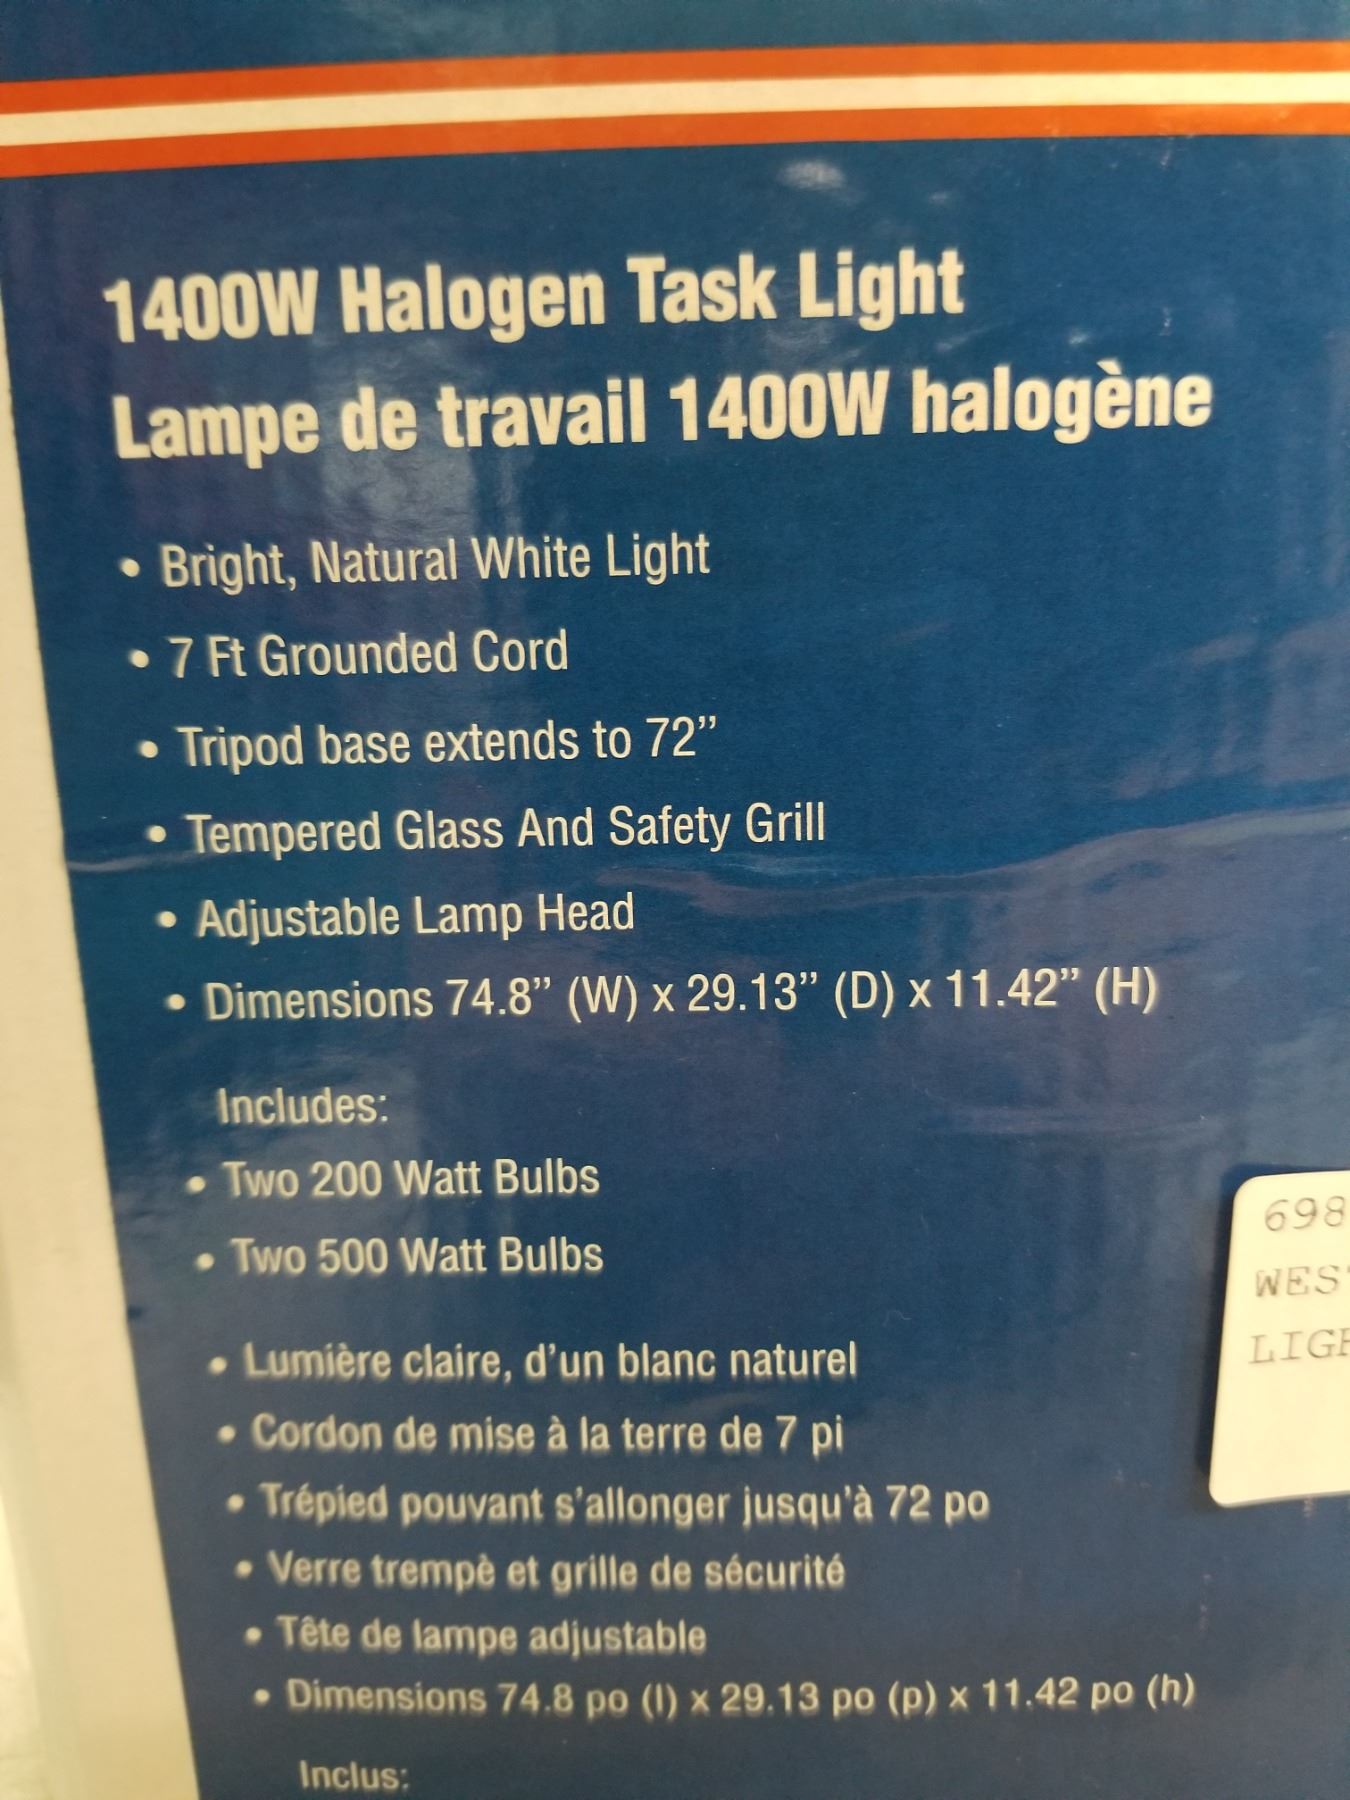 1400W Halogen Task Light
Lampe de travail 1400W halogène
• Bright, Natural White Light
• 7 Ft Grounded Cord
• Tripod base extends to 72”
• Tempered Glass And Safety Grill
• Adjustable Lamp Head
• Dimensions 74.8” (W) x 29.13” (D) x 11.42” (H)
Includes:
• Two 200 Watt Bulbs
• Two 500 Watt Bulbs
698
WES
LIGH
• Lumière claire, d’un blanc naturel
• Cordon de mise à la terre de 7 pi
• Trépied pouvant s’allonger jusqu’à 72 po
• Verre trempè et grille de sécurité
• Tête de lampe adjustable
• Dimensions 74.8 po (l) x 29.13 po (p) x 11.42 po (h)
Inclus: